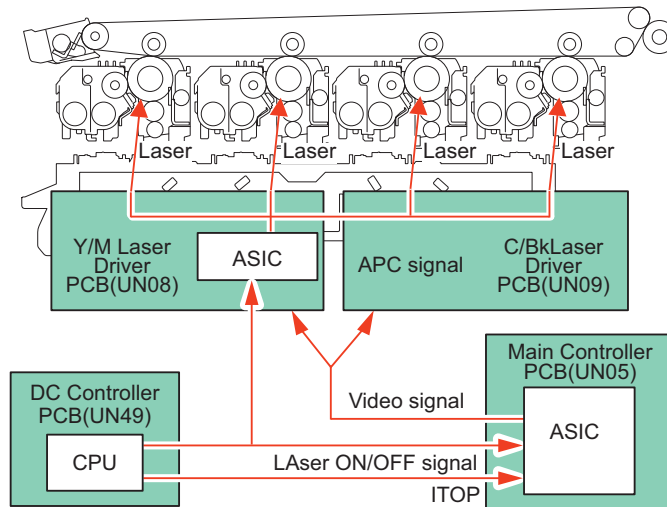 Laser
Laser
Laser
Laser
Y/M Laser
Driver
PCB(UN08)
ASIC
APC signal
C/BkLaser
Driver
PCB(UN09)
Main Controller
PCB(UN05)
ASIC
Video signal
DC Controller
PCB(UN49)
CPU
LAser ON/OFF signal
ITOP